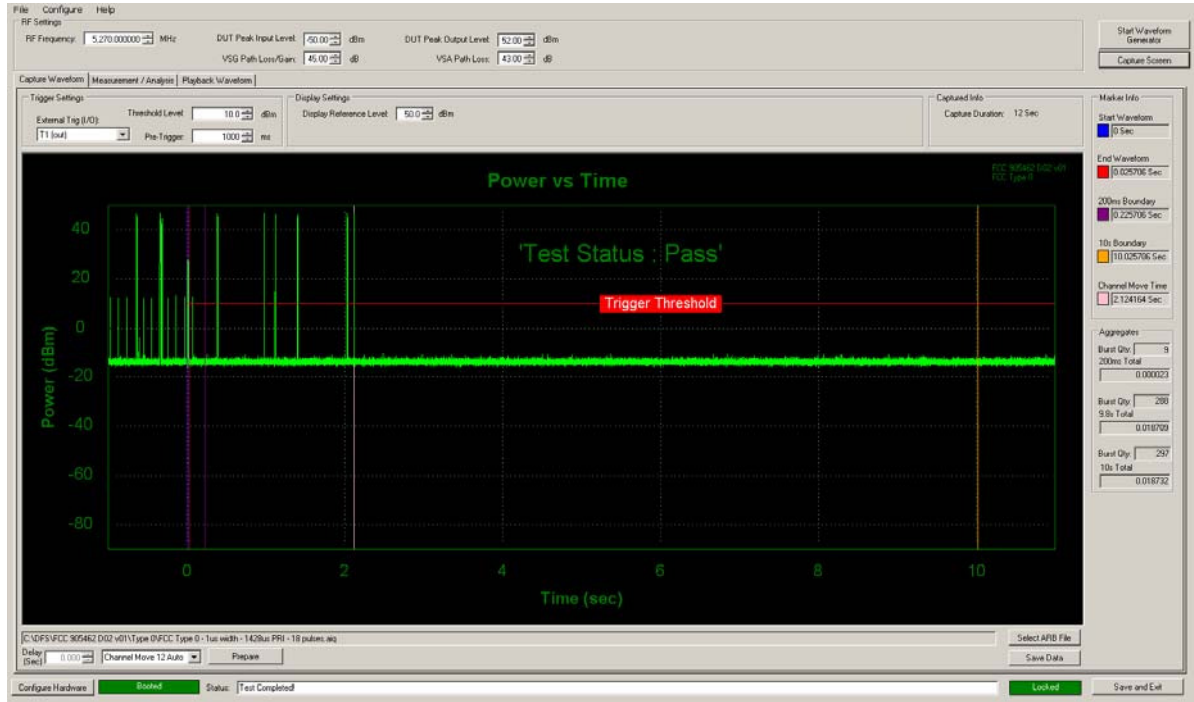 File Configure Help
RF Settings
RF Frequency: 5,270.000000 MHz DUT Peak Input Level: -50.00 dBm DUT Peak Output Level: 52.00 dBm
VSG Path Loss/Gain: 45.00 dB VSA Path Loss: 43.00 dB
Start Waveform Generator
Capture Screen
Capture Waveform Measurement / Analysis Playback Waveform
Trigger Settings
External Trig (I/O): Threshold Level: 10.0 dBm
T1 (out) Pre-Trigger: 1000 ms
Display Settings
Display Reference Level: 50.0 dBm
Captured Info
Capture Duration: 12 Sec
Marker Info
Start Waveform
0 Sec
End Waveform
0.025706 Sec
200ms Boundary
0.225706 Sec
10s Boundary
10.025706 Sec
Channel Move Time
2.124164 Sec
Aggregates
Burst Qty: 9
200ms Total
0.000023
Burst Qty: 288
9.8s Total
0.018709
Burst Qty: 297
10s Total
0.018732
FCC 905462 D02 v01
FCC Type 0
Power vs Time
'Test Status : Pass'
Trigger Threshold
Power (dBm)
40
20
0
-20
-40
-60
-80
0 2 4 6 8 10
Time (sec)
C:\DFS\FCC 905462 D02 v01\Type 0\FCC Type 0 - 1us width - 1428us PRI - 18 pulses.aiq
Select ARB File
Delay (Sec) 0.000 Channel Move 12 Auto Prepare Save Data
Configure Hardware Booted Status: Test Completed! Locked Save and Exit